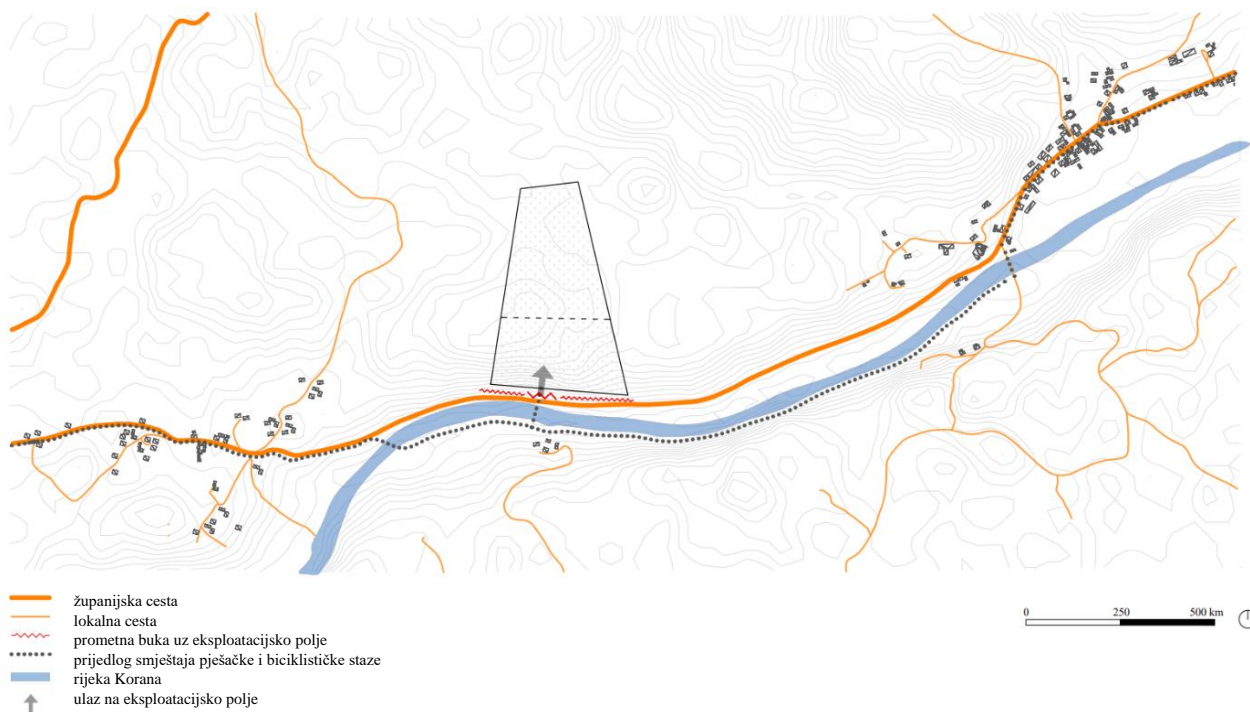 županijska cesta
lokalna cesta
prometna buka uz eksploatacijsko polje
prijedlog smještaja pješačke i biciklističke staze
rijeka Korana
ulaz na eksploatacijsko polje
0 250 500 km